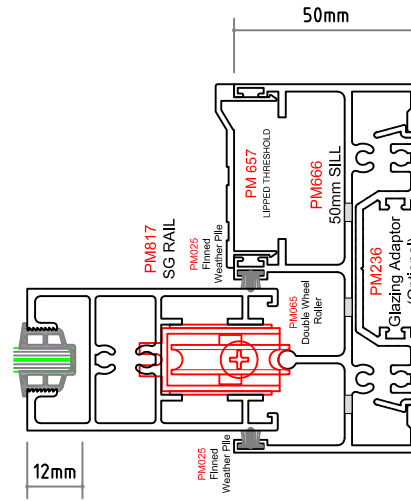 50mm
PM 657
LIPPED THRESHOLD
PM666
50mm SILL
PM817
SG RAIL
PM025
Finned
Weather Pile
PM065
Double Wheel
Roller
PM236
Glazing Adaptor
(Optional)
12mm
PM025
Finned
Weather Pile